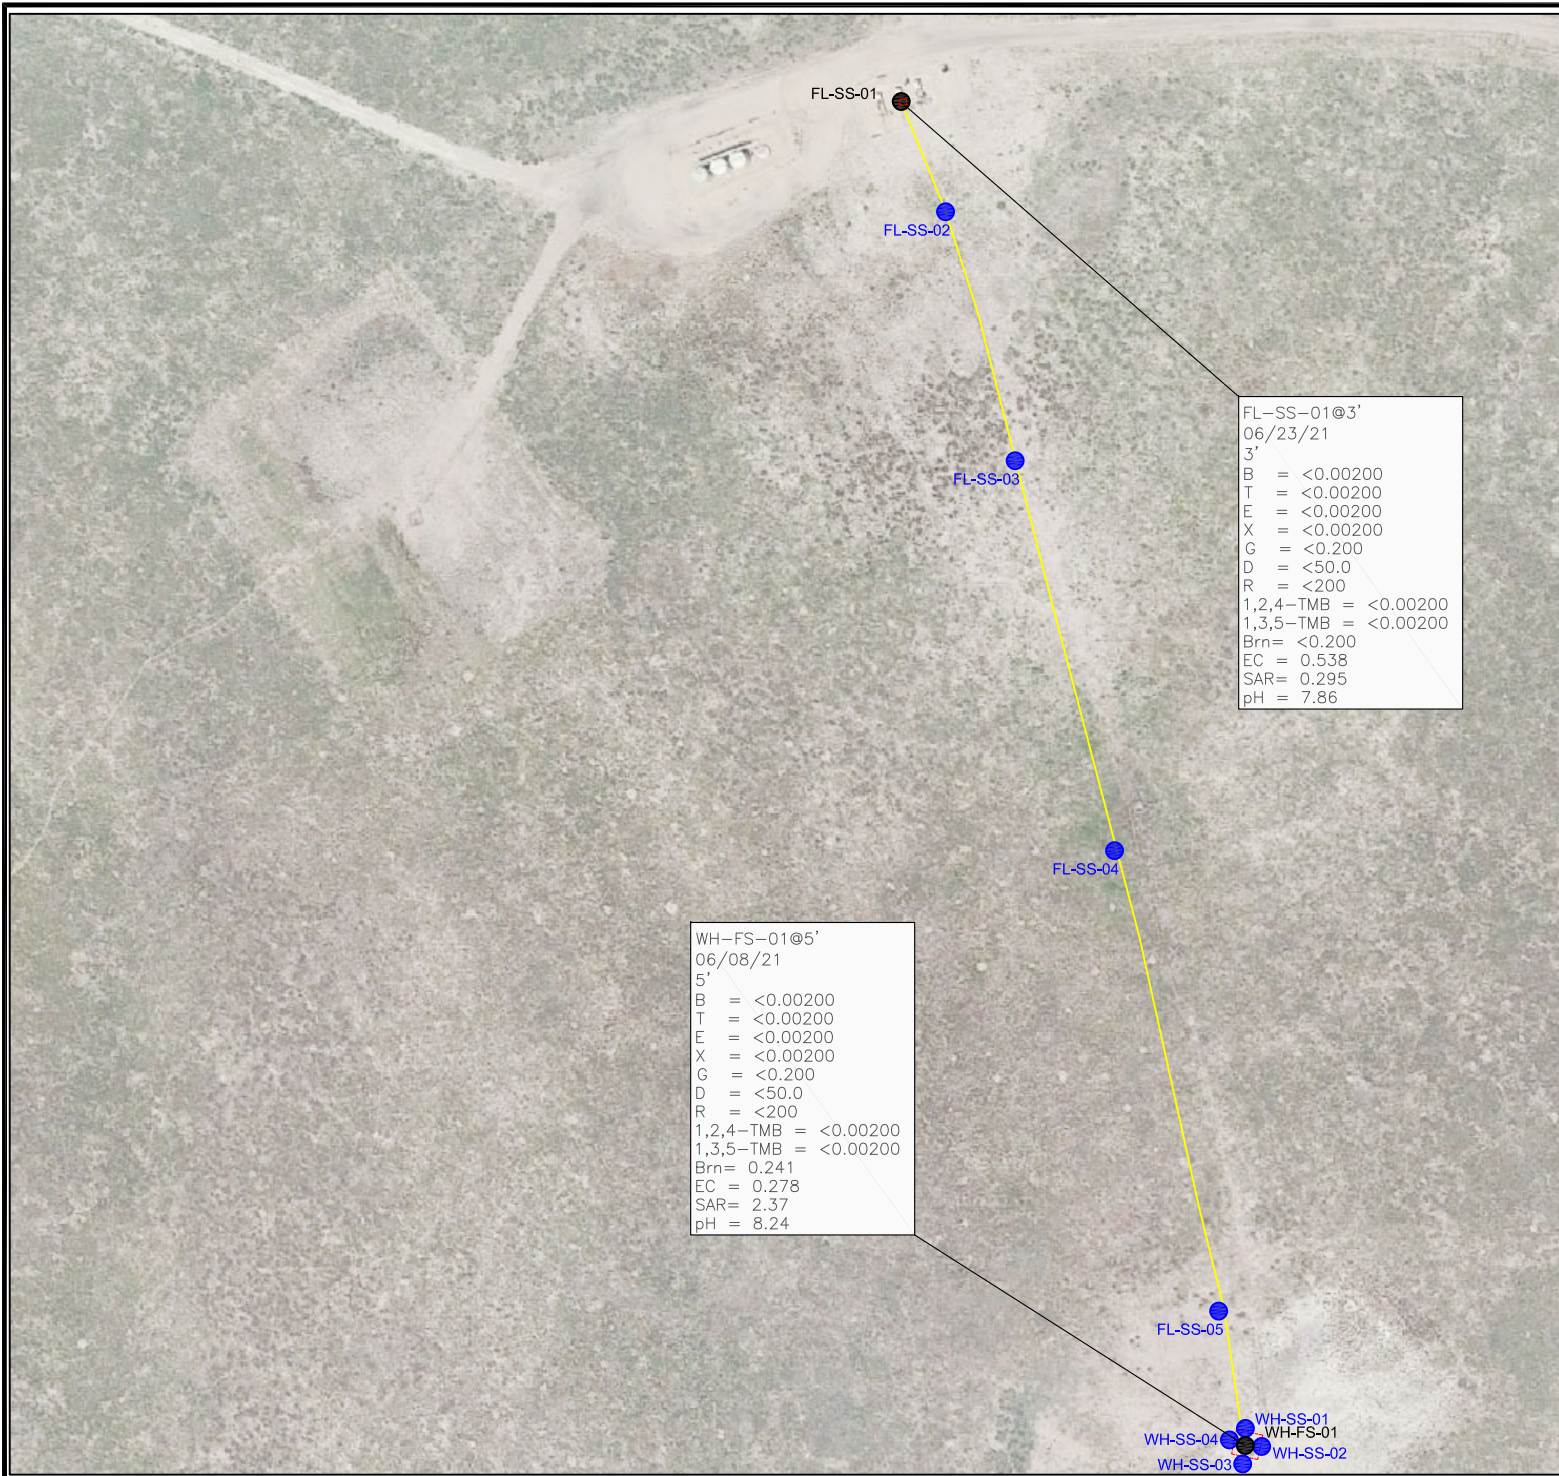 FL-SS-01
FL-SS-02
FL-SS-03
FL-SS-01@3'
06/23/21
3'
B = <0.00200
T = <0.00200
E = <0.00200
X = <0.00200
G = <0.200
D = <50.0
R = <200
1,2,4-TMB = <0.00200
1,3,5-TMB = <0.00200
Brn= <0.200
EC = 0.538
SAR= 0.295
pH = 7.86
FL-SS-04
WH-FS-01@5'
06/08/21
5'
B = <0.00200
T = <0.00200
E = <0.00200
X = <0.00200
G = <0.200
D = <50.0
R = <200
1,2,4-TMB = <0.00200
1,3,5-TMB = <0.00200
Brn= 0.241
EC = 0.278
SAR= 2.37
pH = 8.24
FL-SS-05
WH-SS-01
WH-FS-01
WH-SS-04
WH-SS-02
WH-SS-03